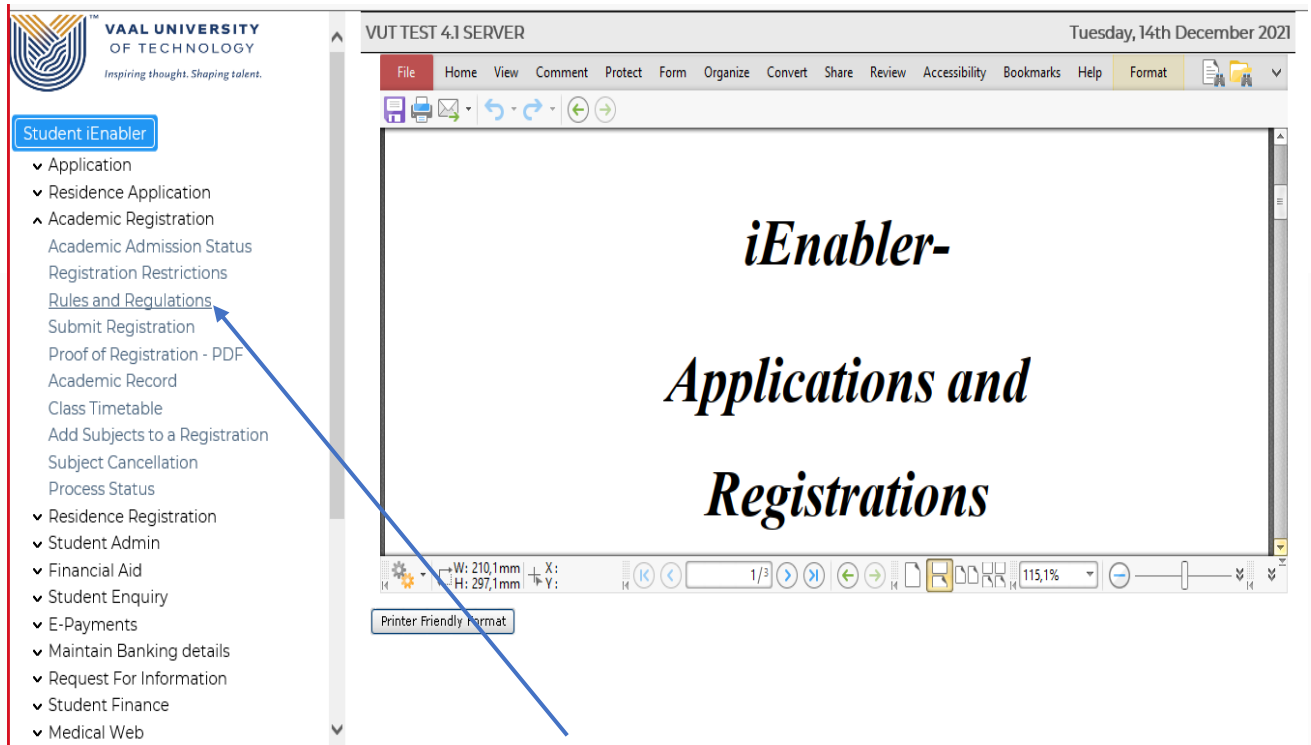 VAAL UNIVERSITY
OF TECHNOLOGY
Inspiring thought. Shaping talent.
TM
Student iEnabler
Application
Residence Application
Academic Registration
Academic Admission Status
Registration Restrictions
Rules and Regulations
Submit Registration
Proof of Registration - PDF
Academic Record
Class Timetable
Add Subjects to a Registration
Subject Cancellation
Process Status
Residence Registration
Student Admin
Financial Aid
Student Enquiry
E-Payments
Maintain Banking details
Request For Information
Student Finance
Medical Web
VUT TEST 4.1 SERVER Tuesday, 14th December 2021
File Home View Comment Protect Form Organize Convert Share Review Accessibility Bookmarks Help Format
iEnabler-
Applications and
Registrations
W: 210,1mm X:
H: 297,1mm Y:
1/3 115,1%
Printer Friendly Format